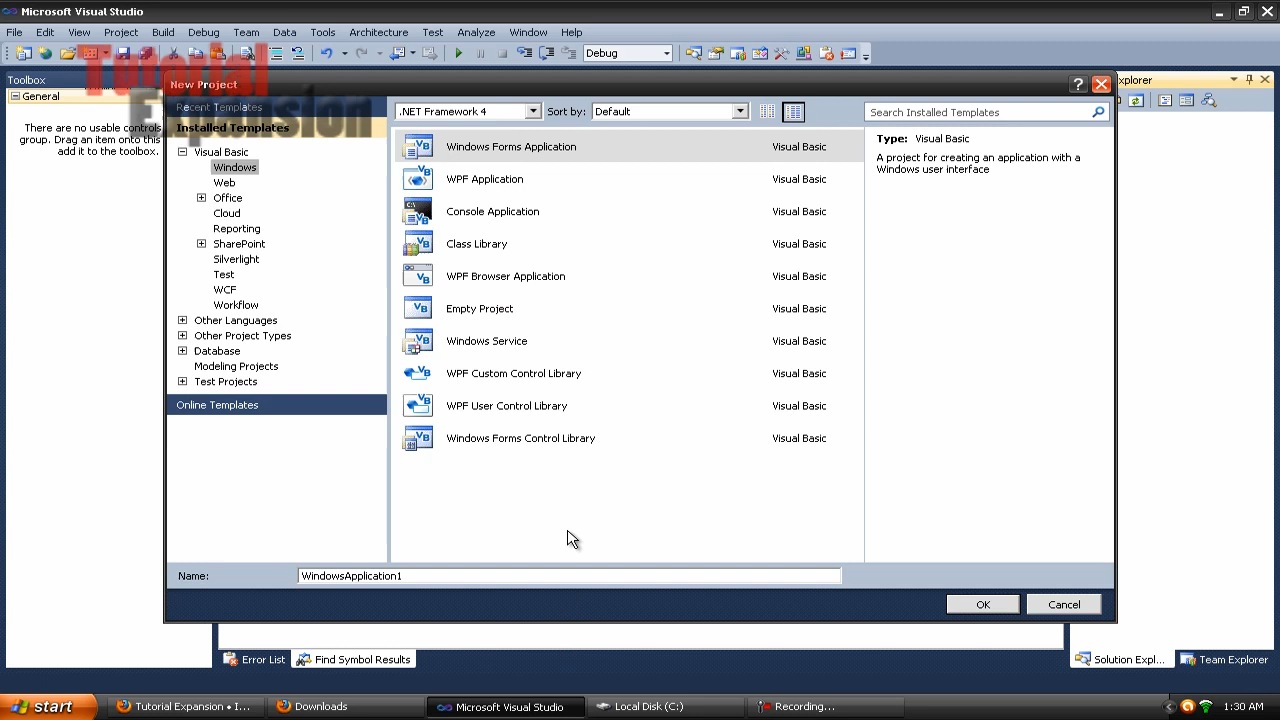 Microsoft Visual Studio
File Edit View Project Build Debug Team Data Tools Architecture Test Analyze Window Help
Debug
Toolbox
General
There are no usable controls
group. Drag an item onto this
add it to the toolbox.
Tutorial
Expansion
New Project
Recent Templates
Installed Templates
Visual Basic
Windows
Web
Office
Cloud
Reporting
SharePoint
Silverlight
Test
WCF
Workflow
Other Languages
Other Project Types
Database
Modeling Projects
Test Projects
Online Templates
.NET Framework 4 Sort by: Default
Windows Forms Application Visual Basic
WPF Application Visual Basic
Console Application Visual Basic
Class Library Visual Basic
WPF Browser Application Visual Basic
Empty Project Visual Basic
Windows Service Visual Basic
WPF Custom Control Library Visual Basic
WPF User Control Library Visual Basic
Windows Forms Control Library Visual Basic
Search Installed Templates
Type: Visual Basic
A project for creating an application with a
Windows user interface
Name: WindowsApplication1
OK Cancel
xplorer
Error List Find Symbol Results
Solution Expl... Team Explorer
start Tutorial Expansion • I... Downloads Microsoft Visual Studio Local Disk (C:) Recording... 1:30 AM